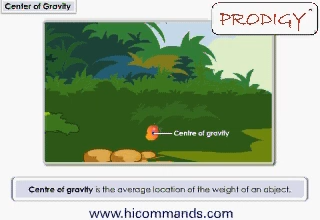 Center of Gravity
PRODIGY
Centre of gravity
Centre of gravity is the average location of the weight of an object.
www.hicommands.com